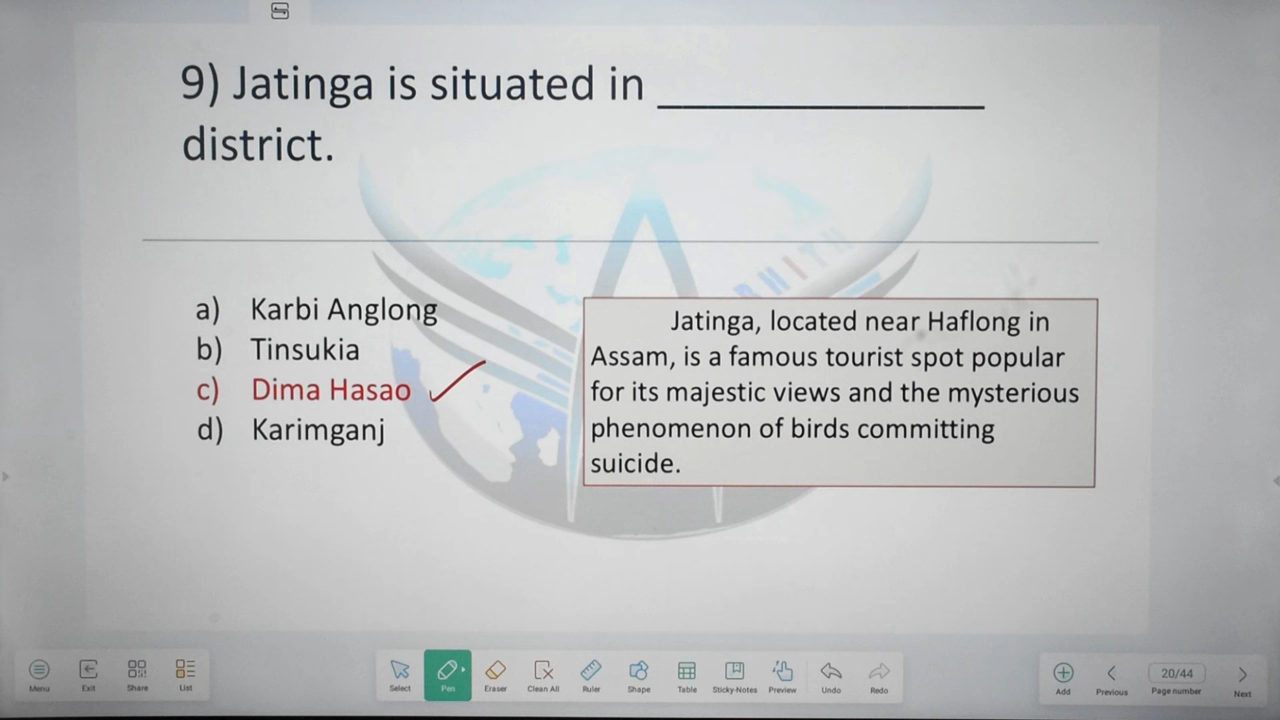 9) Jatinga is situated in ______________
district.
a) Karbi Anglong
b) Tinsukia
c) Dima Hasao
d) Karimganj
Jatinga, located near Haflong in
Assam, is a famous tourist spot popular
for its majestic views and the mysterious
phenomenon of birds committing
suicide.
Menu
Exit
Share
List
Select
Pen
Eraser
Clean All
Ruler
Shape
Table
Sticky-Notes
Preview
Undo
Redo
Add
Previous
20/44
Page number
Next